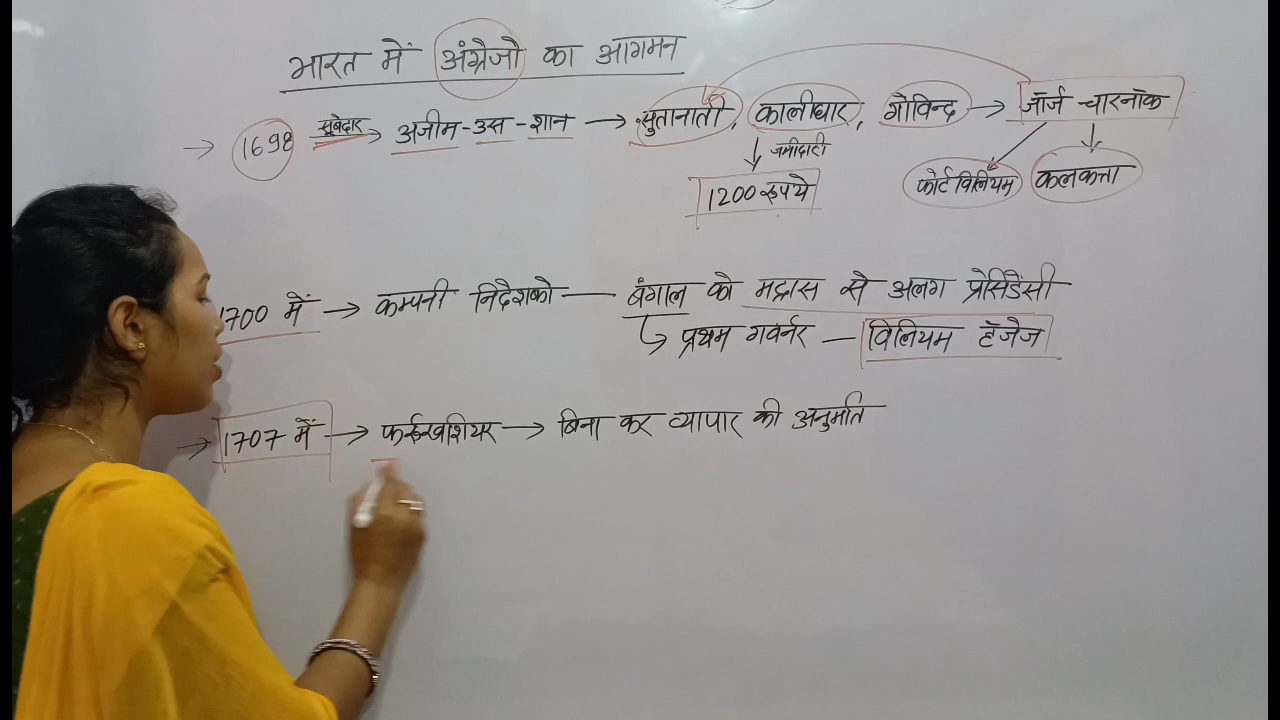 भारत में अंग्रेजो का आगमन
→ 1698 सूबेदार → अजीम-उस-शान → सुतानाती, कालीघार, गोविन्द → जॉर्ज चारनॉक
↓ जमींदारी
1200 रुपये फोर्ट विलियम कलकत्ता
1700 में → कम्पनी निदेशको — बंगाल को मद्रास से अलग प्रेसिडेंसी
↳ प्रथम गवर्नर — विलियम हैजेज
→ 1707 में → फर्रुखशियर → बिना कर व्यापार की अनुमति